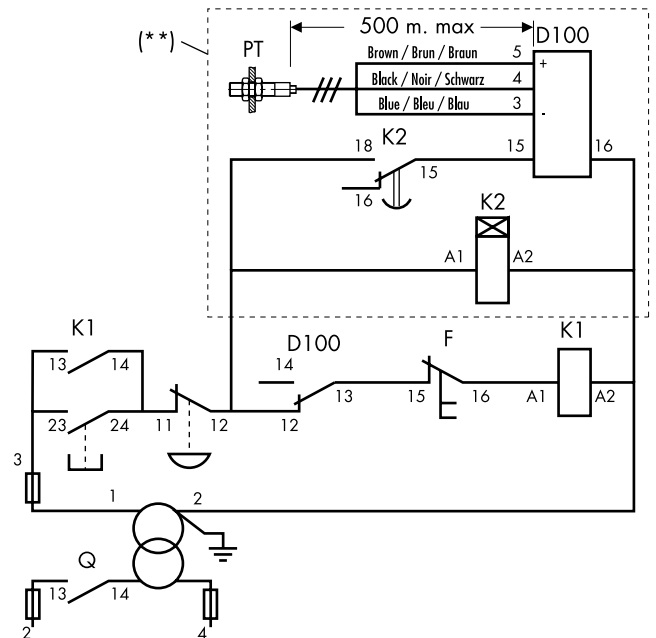 500 m. max
D100
(**)
PT
Brown / Brun / Braun 5 +
Black / Noir / Schwarz 4
Blue / Bleu / Blau 3 -
K2
18 15 15 16
16
K2
A1 A2
K1 D100 F K1
13 14 14
13 15 16 A1 A2
23 24 11 12 12
3
1 2
Q
13 14
2 4